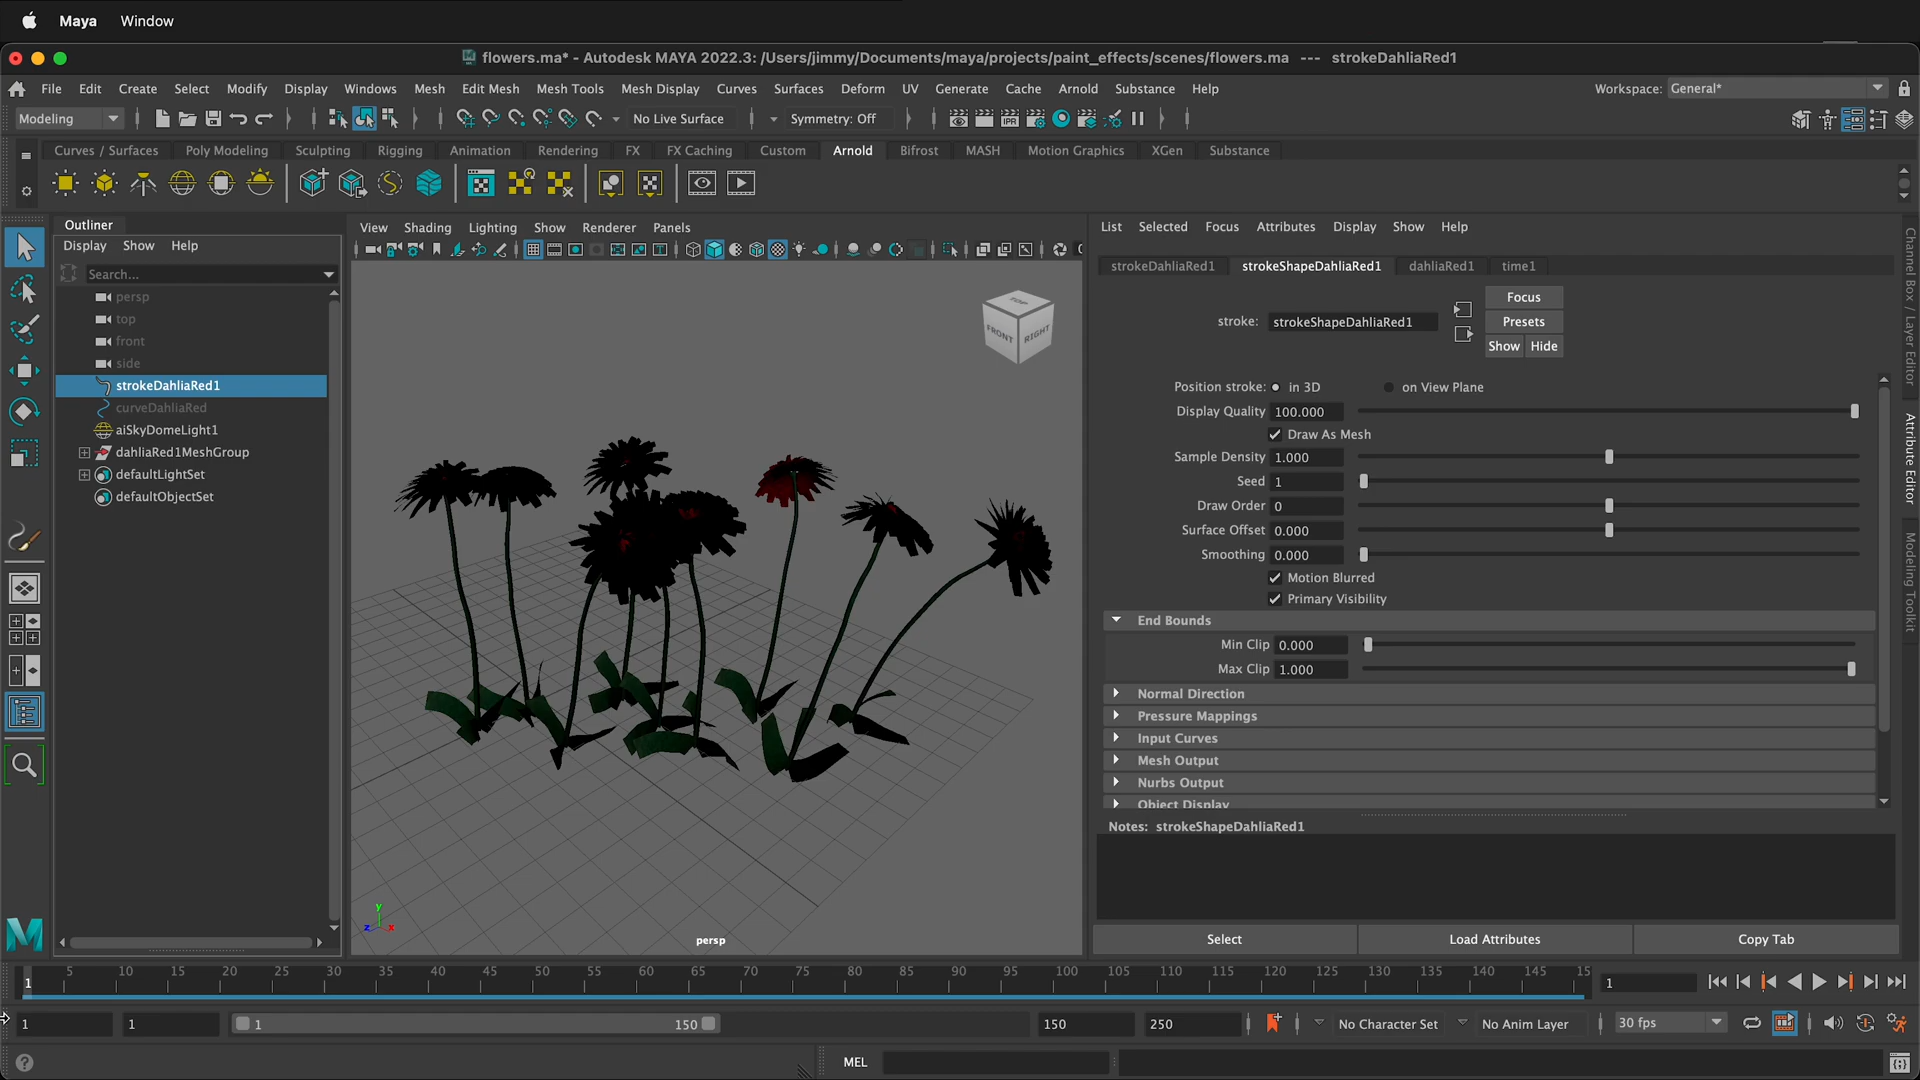 Maya Window
flowers.ma* - Autodesk MAYA 2022.3: /Users/jimmy/Documents/maya/projects/paint_effects/scenes/flowers.ma --- strokeDahliaRed1
File Edit Create Select Modify Display Windows Mesh Edit Mesh Mesh Tools Mesh Display Curves Surfaces Deform UV Generate Cache Arnold Substance Help Workspace: General*
Modeling No Live Surface Symmetry: Off
Curves / Surfaces Poly Modeling Sculpting Rigging Animation Rendering FX FX Caching Custom Arnold Bifrost MASH Motion Graphics XGen Substance
Outliner
Display Show Help
Search...
persp
top
front
side
strokeDahliaRed1
curveDahliaRed
aiSkyDomeLight1
dahliaRed1MeshGroup
defaultLightSet
defaultObjectSet
View Shading Lighting Show Renderer Panels
TOP
FRONT RIGHT
y
z x
persp
List Selected Focus Attributes Display Show Help
strokeDahliaRed1 strokeShapeDahliaRed1 dahliaRed1 time1
Focus
stroke: strokeShapeDahliaRed1 Presets
Show Hide
Position stroke: in 3D on View Plane
Display Quality 100.000
Draw As Mesh
Sample Density 1.000
Seed 1
Draw Order 0
Surface Offset 0.000
Smoothing 0.000
Motion Blurred
Primary Visibility
End Bounds
Min Clip 0.000
Max Clip 1.000
Normal Direction
Pressure Mappings
Input Curves
Mesh Output
Nurbs Output
Object Display
Notes: strokeShapeDahliaRed1
Select Load Attributes Copy Tab
Channel Box / Layer Editor
Attribute Editor
Modeling Toolkit
1 5 10 15 20 25 30 35 40 45 50 55 60 65 70 75 80 85 90 95 100 105 110 115 120 125 130 135 140 145 15 1
1 1 1 150 150 250 No Character Set No Anim Layer 30 fps
MEL